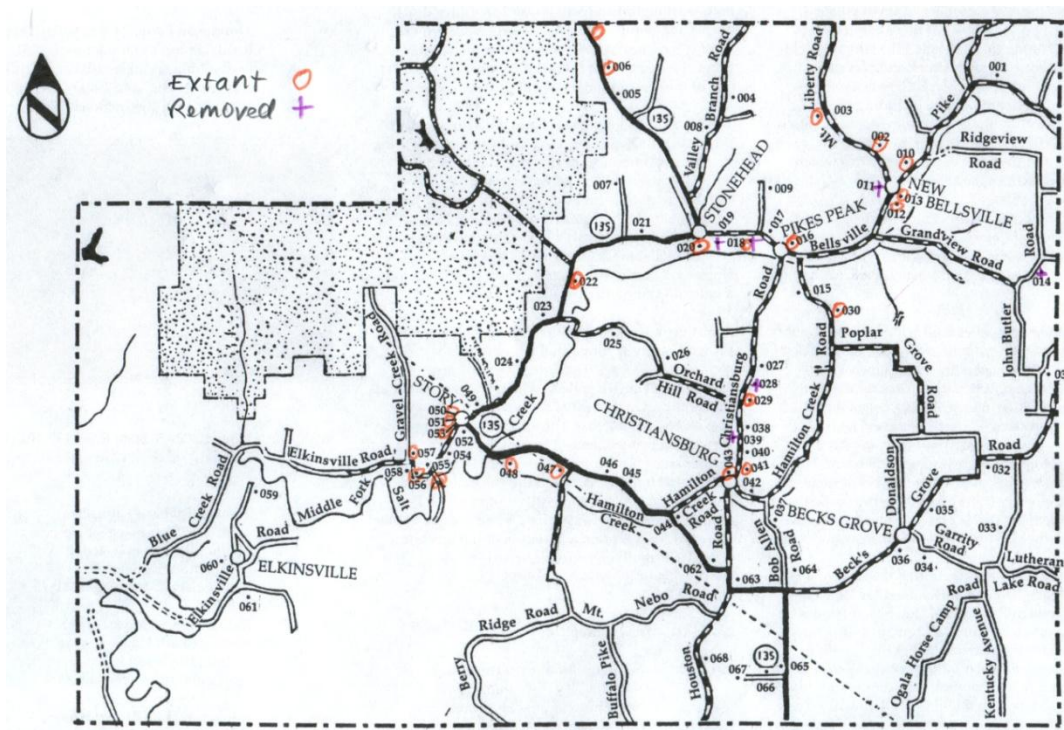 Extant
Removed
N
006
005
135
Valley Branch Road
004
008
Mt. Liberty Road
003
002
001
Pike
010
Ridgeview
Road
011
NEW
BELLSVILLE
013
012
007
009
STONEHEAD
135
021
019
018
017
020
PIKES PEAK
016
Bellsville
Grandview Road
Road
014
022
023
015
030
Poplar
Grove
Road
John Butler
024
025
026
Orchard
Hill Road
Christiansburg
Road
027
028
029
Hamilton Creek
Road
Gravel Creek Road
STORY
049
050
051
053
052
135
Creek
CHRISTIANSBURG
038
039
040
041
042
043
Elkinsville Road
057
058
055
054
056
Salt
048
047
046
045
Hamilton
Creek
Hamilton
Creek
Road
Road
044
037
Donaldson
Grove
Road
032
035
033
BECKS GROVE
036
Garrity
Road
034
Lutheran
Lake Road
Road
Blue Creek Road
059
Road
Middle Fork
060
ELKINSVILLE
Elkinsville
061
062
063
Bob Allen
Road
064
Beck's
Ridge Road
Berry
Mt.
Nebo Road
Buffalo Pike
Houston
068
067
135
065
066
Ogala Horse Camp
Kentucky Avenue